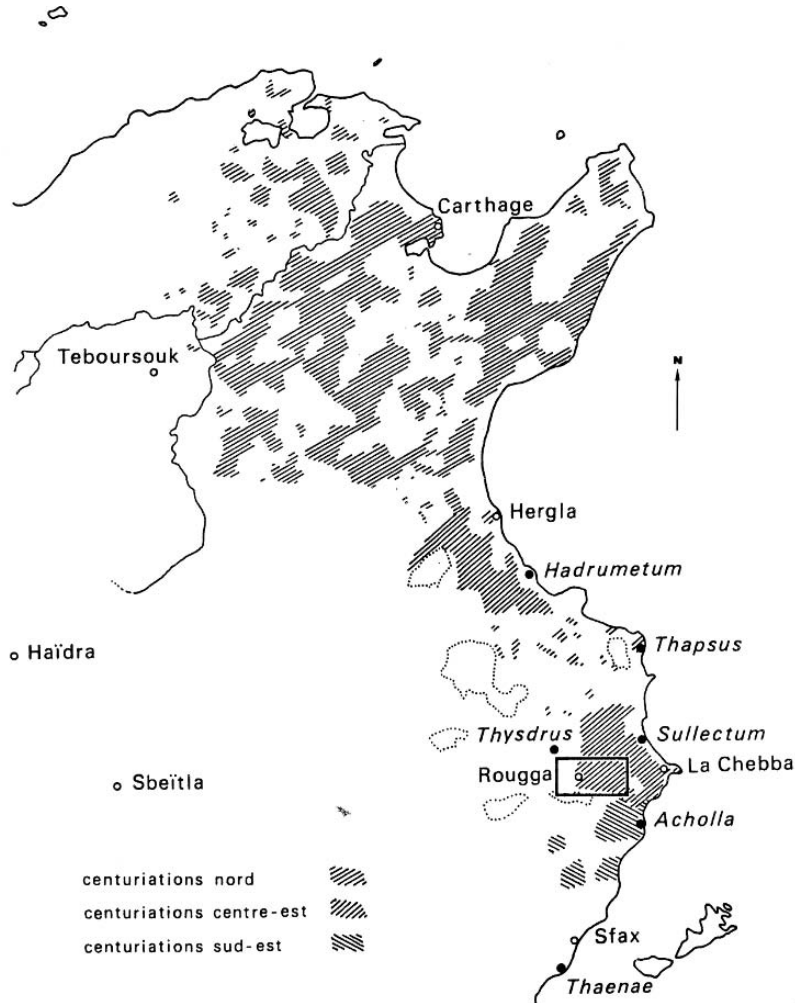 Carthage
N
Teboursouk
Hergla
Hadrumetum
Haïdra
Thapsus
Thysdrus
Sullectum
Rougga
La Chebba
Sbeïtla
Acholla
centuriations nord
centuriations centre-est
centuriations sud-est
Sfax
Thaenae